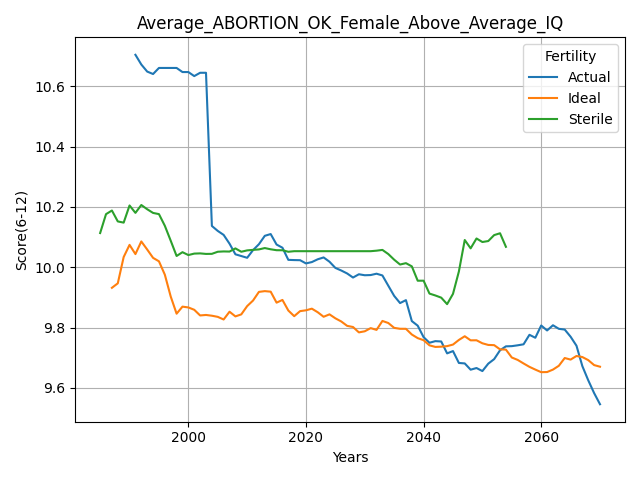 Average_ABORTION_OK_Female_Above_Average_IQ
Fertility
Actual
Ideal
Sterile
Score(6-12)
10.6
10.4
10.2
10.0
9.8
9.6
2000
2020
2040
2060
Years